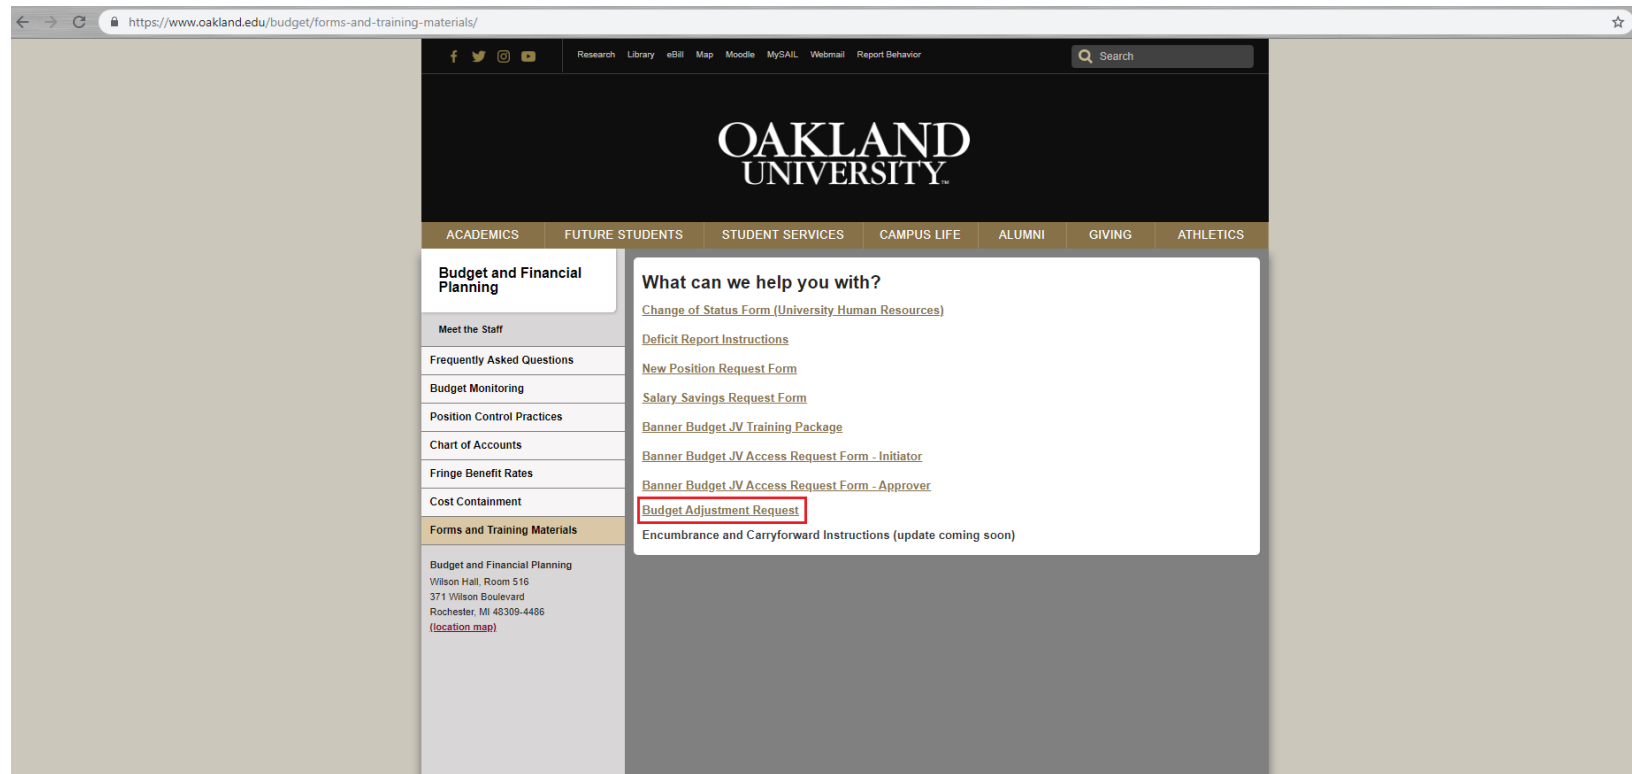 https://www.oakland.edu/budget/forms-and-training-materials/
Research Library eBill Map Moodle MySAIL Webmail Report Behavior
Search
OAKLAND
UNIVERSITY™
ACADEMICS FUTURE STUDENTS STUDENT SERVICES CAMPUS LIFE ALUMNI GIVING ATHLETICS
Budget and Financial
Planning
Meet the Staff
Frequently Asked Questions
Budget Monitoring
Position Control Practices
Chart of Accounts
Fringe Benefit Rates
Cost Containment
Forms and Training Materials
Budget and Financial Planning
Wilson Hall, Room 516
371 Wilson Boulevard
Rochester, MI 48309-4486
(location map)
What can we help you with?
Change of Status Form (University Human Resources)
Deficit Report Instructions
New Position Request Form
Salary Savings Request Form
Banner Budget JV Training Package
Banner Budget JV Access Request Form - Initiator
Banner Budget JV Access Request Form - Approver
Budget Adjustment Request
Encumbrance and Carryforward Instructions (update coming soon)